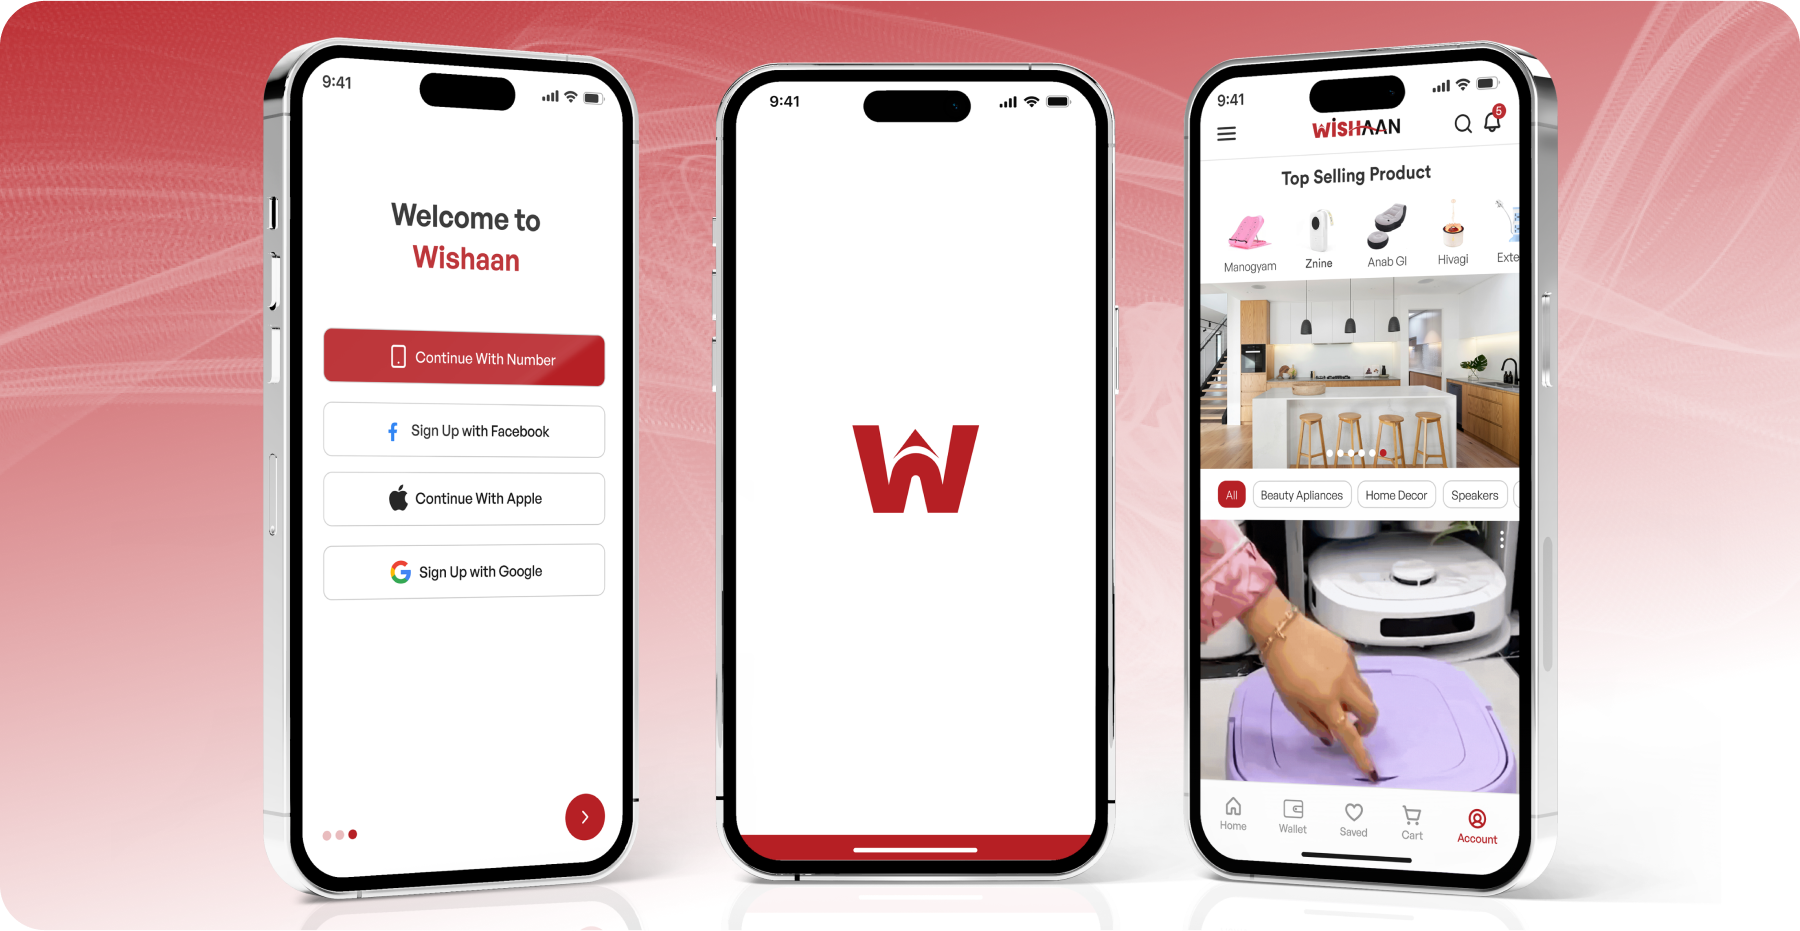 9:41
Welcome to
Wishaan
Continue With Number
Sign Up with Facebook
Continue With Apple
Sign Up with Google
9:41
W
9:41
WiSHAAN
5
Top Selling Product
Manogyam
Znine
Anab GI
Hivagi
Exte
All
Beauty Apliances
Home Decor
Speakers
Home
Wallet
Saved
Cart
Account